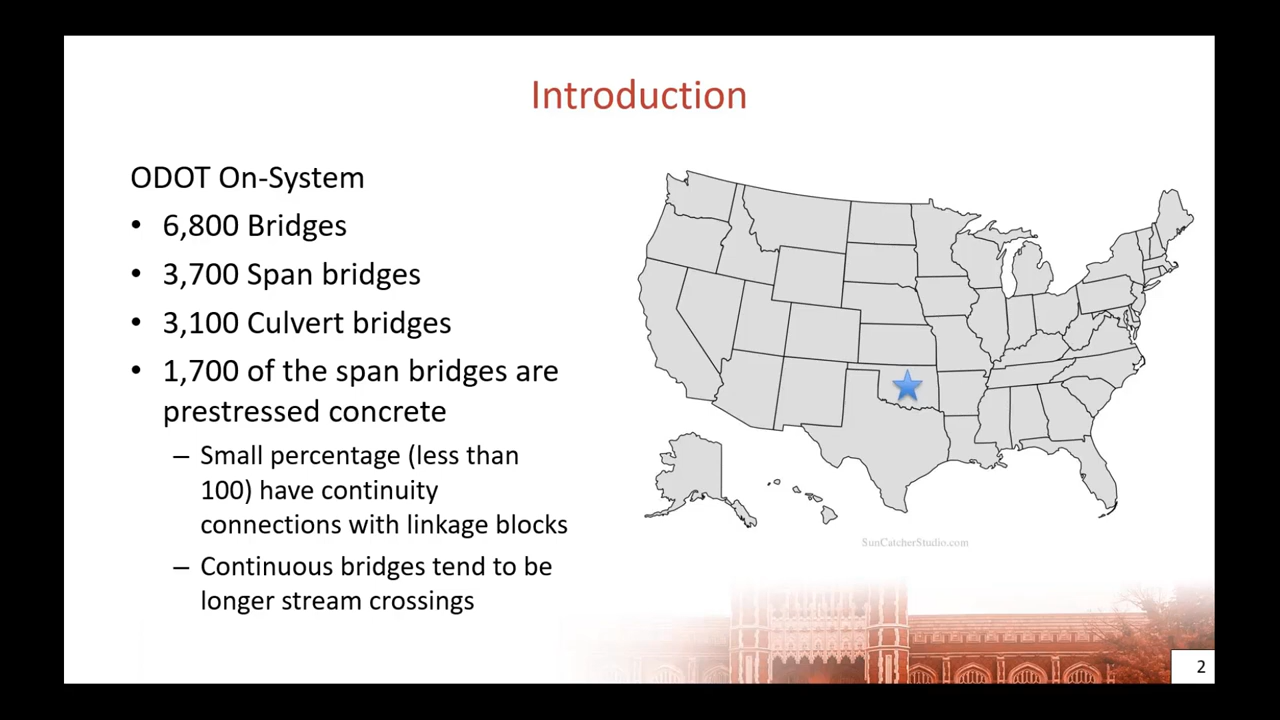 Introduction
ODOT On-System
• 6,800 Bridges
• 3,700 Span bridges
• 3,100 Culvert bridges
• 1,700 of the span bridges are
prestressed concrete
– Small percentage (less than
100) have continuity
connections with linkage blocks
– Continuous bridges tend to be
longer stream crossings
SunCatcherStudio.com
2